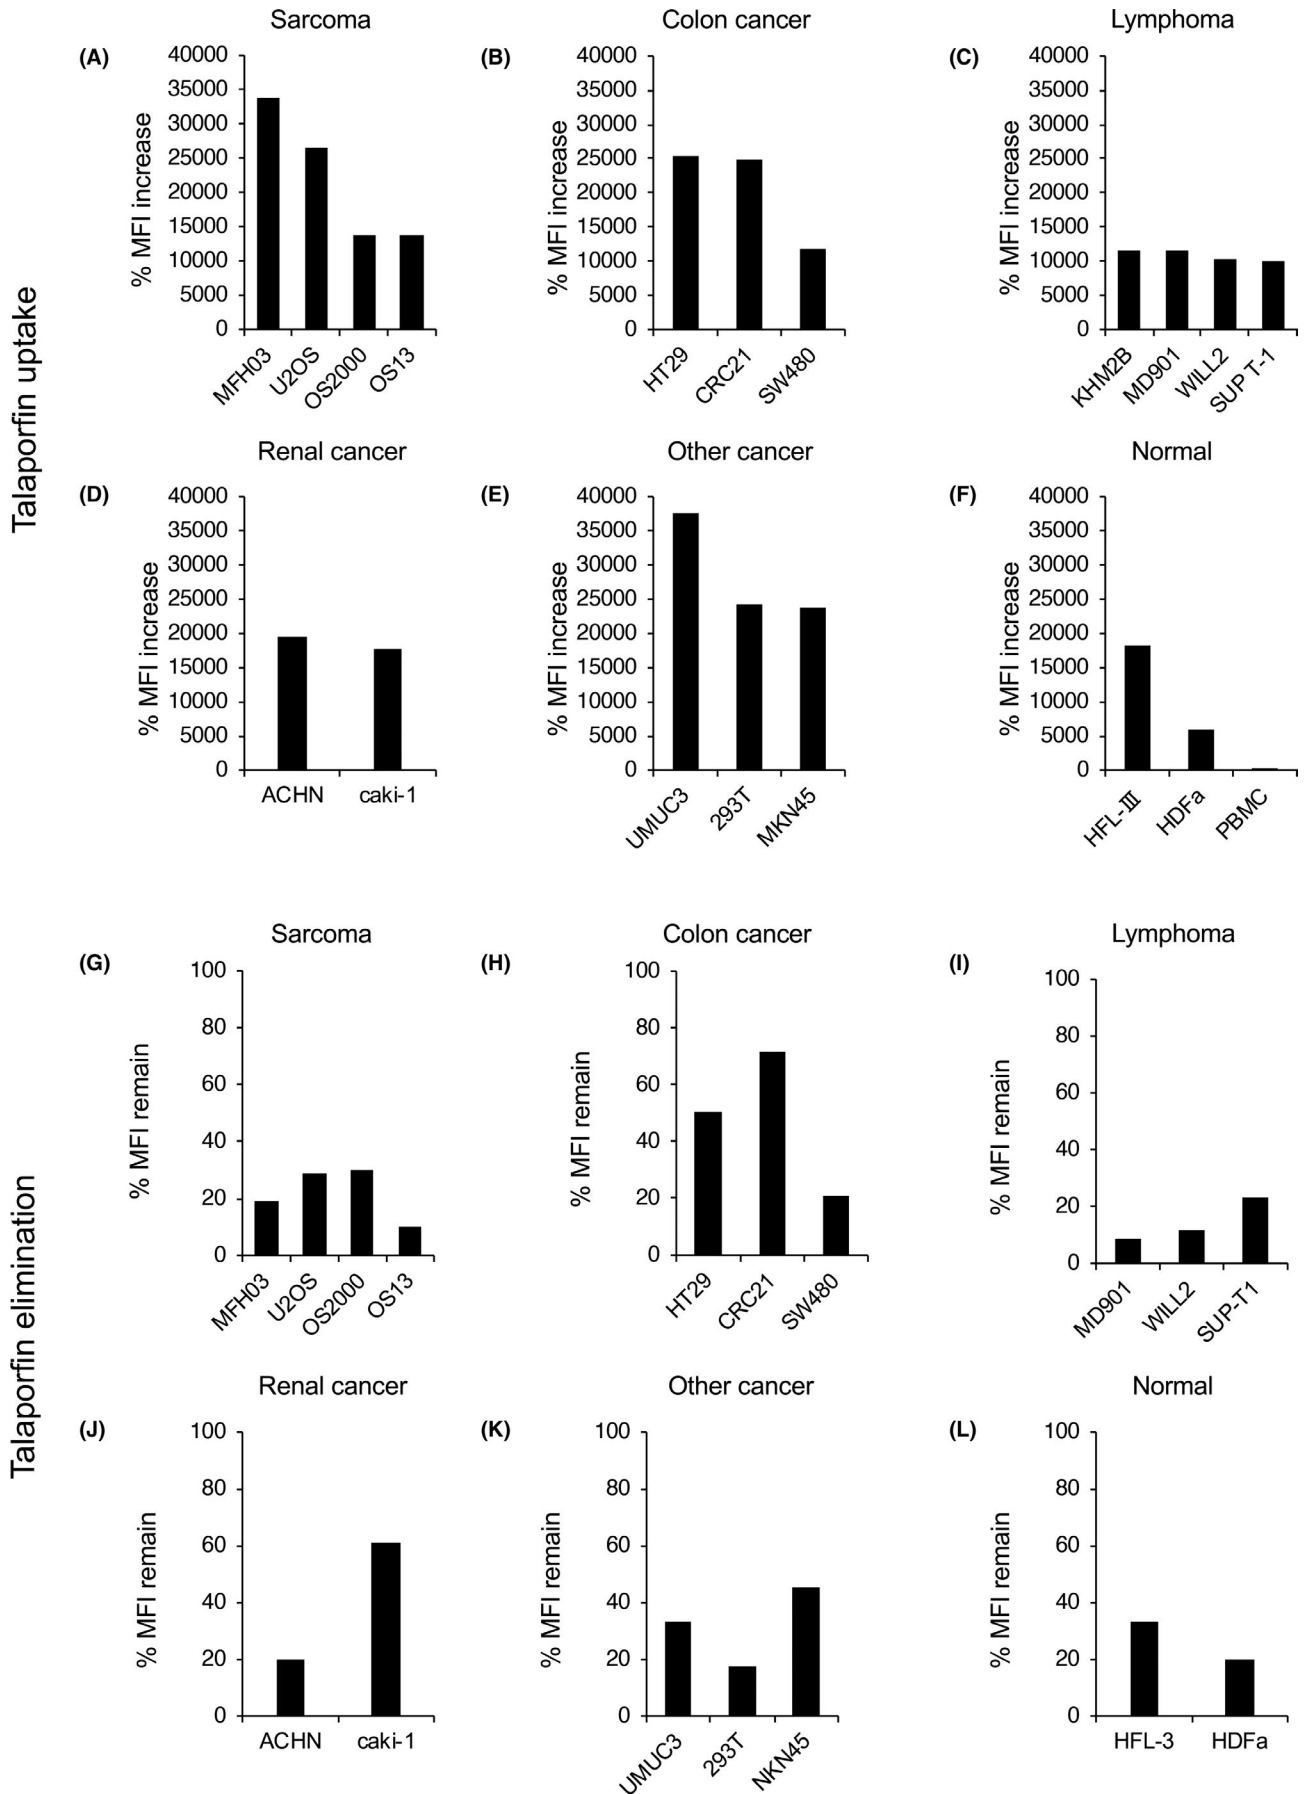 Talaporfin uptake
Sarcoma
(A)
% MFI increase
40000
35000
30000
25000
20000
15000
10000
5000
0
MFH03
U2OS
OS2000
OS13
Colon cancer
(B)
% MFI increase
40000
35000
30000
25000
20000
15000
10000
5000
0
HT29
CRC21
SW480
Lymphoma
(C)
% MFI increase
40000
35000
30000
25000
20000
15000
10000
5000
0
KHM2B
MD901
WILL2
SUP T-1
Renal cancer
(D)
% MFI increase
40000
35000
30000
25000
20000
15000
10000
5000
0
ACHN
caki-1
Other cancer
(E)
% MFI increase
40000
35000
30000
25000
20000
15000
10000
5000
0
UMUC3
293T
MKN45
Normal
(F)
% MFI increase
40000
35000
30000
25000
20000
15000
10000
5000
0
HFL-Ⅲ
HDFa
PBMC
Talaporfin elimination
Sarcoma
(G)
% MFI remain
100
80
60
40
20
0
MFH03
U2OS
OS2000
OS13
Colon cancer
(H)
% MFI remain
100
80
60
40
20
0
HT29
CRC21
SW480
Lymphoma
(I)
% MFI remain
100
80
60
40
20
0
MD901
WILL2
SUP-T1
Renal cancer
(J)
% MFI remain
100
80
60
40
20
0
ACHN
caki-1
Other cancer
(K)
% MFI remain
100
80
60
40
20
0
UMUC3
293T
NKN45
Normal
(L)
% MFI remain
100
80
60
40
20
0
HFL-3
HDFa